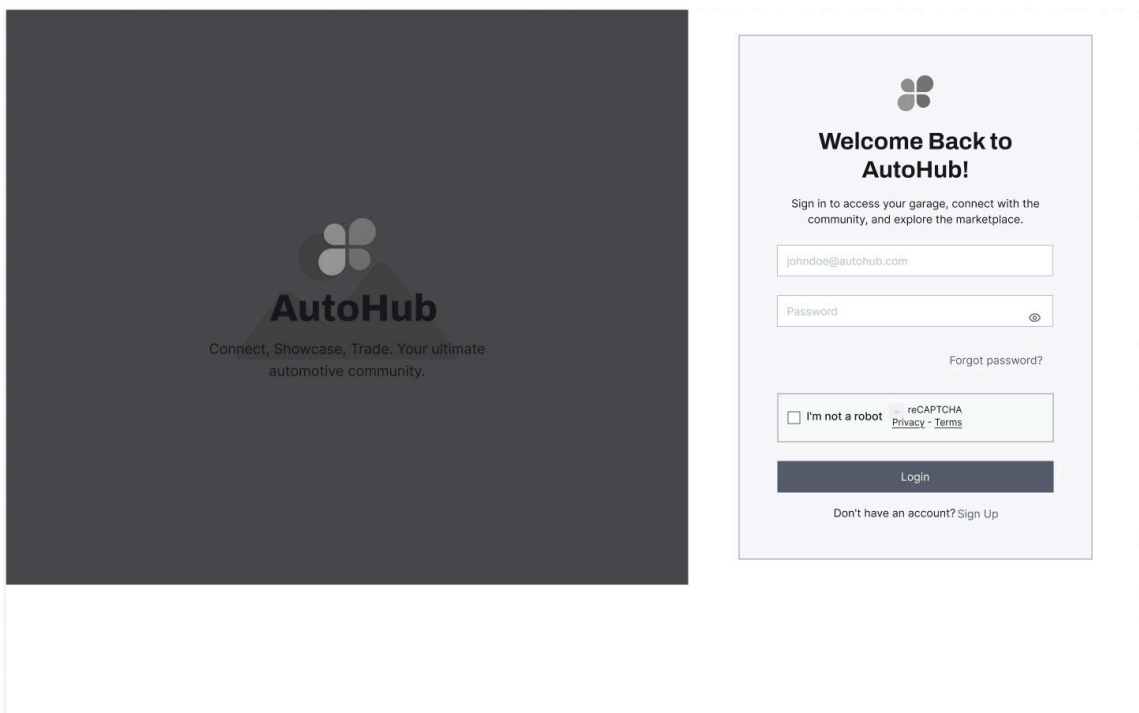 AutoHub
Connect, Showcase, Trade. Your ultimate
automotive community.
Welcome Back to
AutoHub!
Sign in to access your garage, connect with the
community, and explore the marketplace.
johndoe@autohub.com
Password
Forgot password?
I'm not a robot
reCAPTCHA
Privacy - Terms
Login
Don't have an account? Sign Up